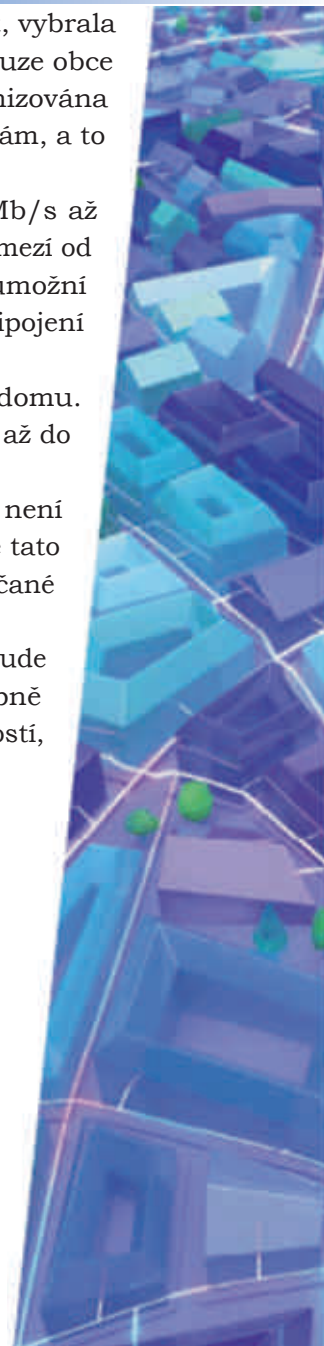 , vybrala
uze obce
nizována
ám, a to
Mb/s až
mezí od
umožní
ipojení
domu.
až do
není
tato
čané
ude
bně
ostí,